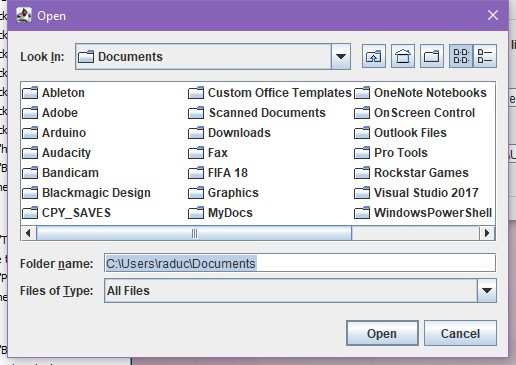 Open
Look In: Documents
Ableton Custom Office Templates OneNote Notebooks
Adobe Scanned Documents OnScreen Control
Arduino Downloads Outlook Files
Audacity Fax Pro Tools
Bandicam FIFA 18 Rockstar Games
Blackmagic Design Graphics Visual Studio 2017
CPY_SAVES MyDocs WindowsPowerShell
Folder name: C:\Users\raduc\Documents
Files of Type: All Files
Open Cancel